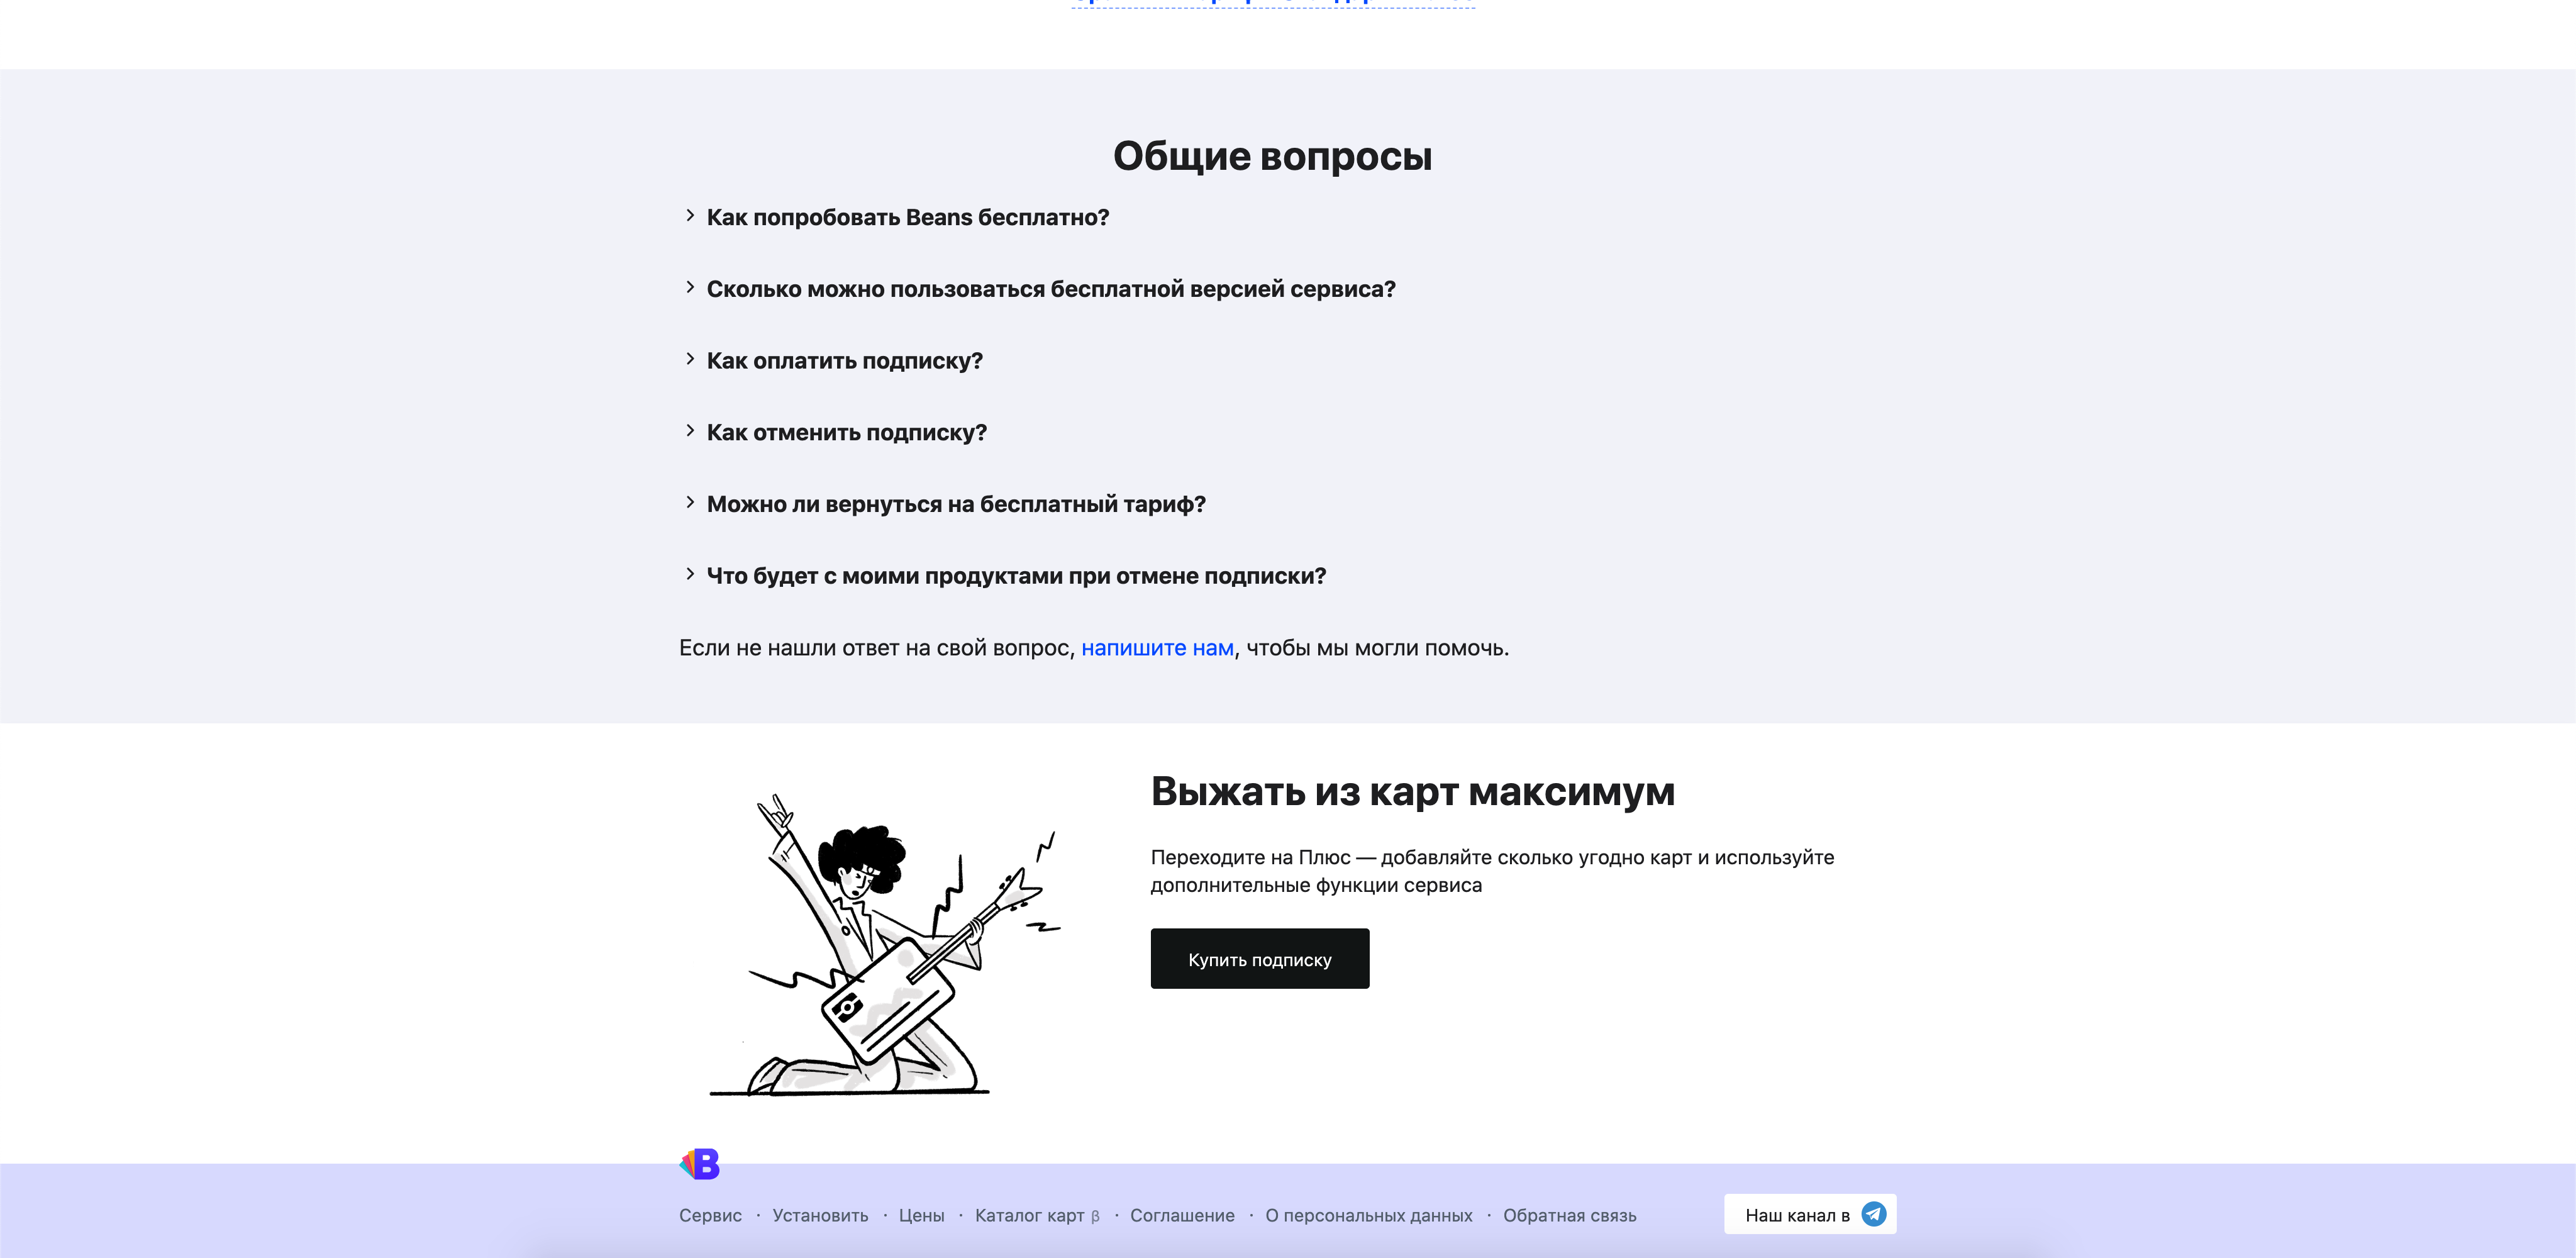 Общие вопросы
Как попробовать Beans бесплатно?
Сколько можно пользоваться бесплатной версией сервиса?
Как оплатить подписку?
Как отменить подписку?
Можно ли вернуться на бесплатный тариф?
Что будет с моими продуктами при отмене подписки?
Если не нашли ответ на свой вопрос, напишите нам, чтобы мы могли помочь.
Выжать из карт максимум
Переходите на Плюс — добавляйте сколько угодно карт и используйте
дополнительные функции сервиса
Купить подписку
B
Сервис · Установить · Цены · Каталог карт β · Соглашение · О персональных данных · Обратная связь
Наш канал в